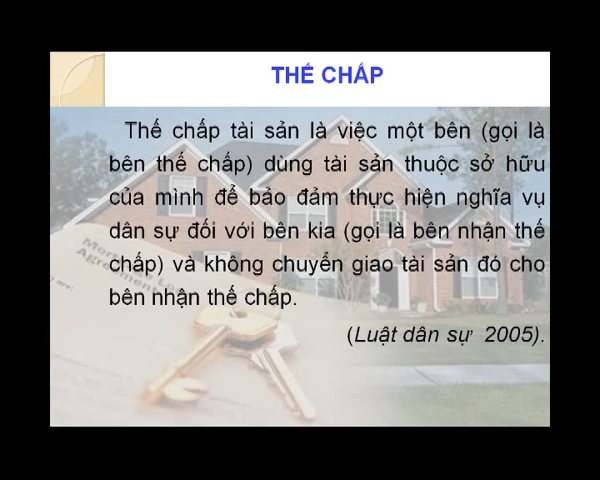 THẾ CHẤP
Thế chấp tài sản là việc một bên (gọi là
bên thế chấp) dùng tài sản thuộc sở hữu
của mình để bảo đảm thực hiện nghĩa vụ
dân sự đối với bên kia (gọi là bên nhận thế
chấp) và không chuyển giao tài sản đó cho
bên nhận thế chấp.
(Luật dân sự 2005).
Agreement